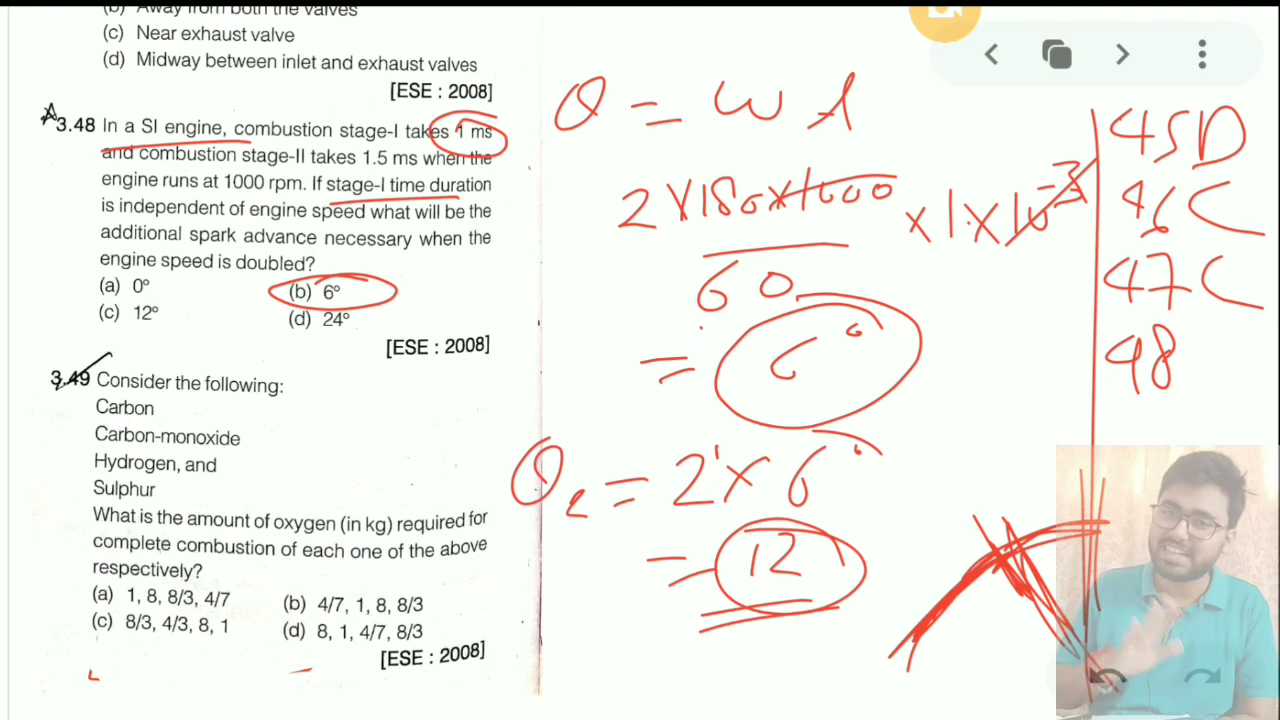 (b) Away from both the valves
(c) Near exhaust valve
(d) Midway between inlet and exhaust valves
[ESE : 2008]
3.48 In a SI engine, combustion stage-I takes 1 ms
and combustion stage-II takes 1.5 ms when the
engine runs at 1000 rpm. If stage-I time duration
is independent of engine speed what will be the
additional spark advance necessary when the
engine speed is doubled?
(a) 0° (b) 6°
(c) 12° (d) 24°
[ESE : 2008]
3.49 Consider the following:
Carbon
Carbon-monoxide
Hydrogen, and
Sulphur
What is the amount of oxygen (in kg) required for
complete combustion of each one of the above
respectively?
(a) 1, 8, 8/3, 4/7 (b) 4/7, 1, 8, 8/3
(c) 8/3, 4/3, 8, 1 (d) 8, 1, 4/7, 8/3
[ESE : 2008]
θ = ω t
2 × 180 × 1000 × 1 × 10⁻³
60
= 6°
θ₂ = 2 × 6°
= 12
45 D
46 C
47 C
48